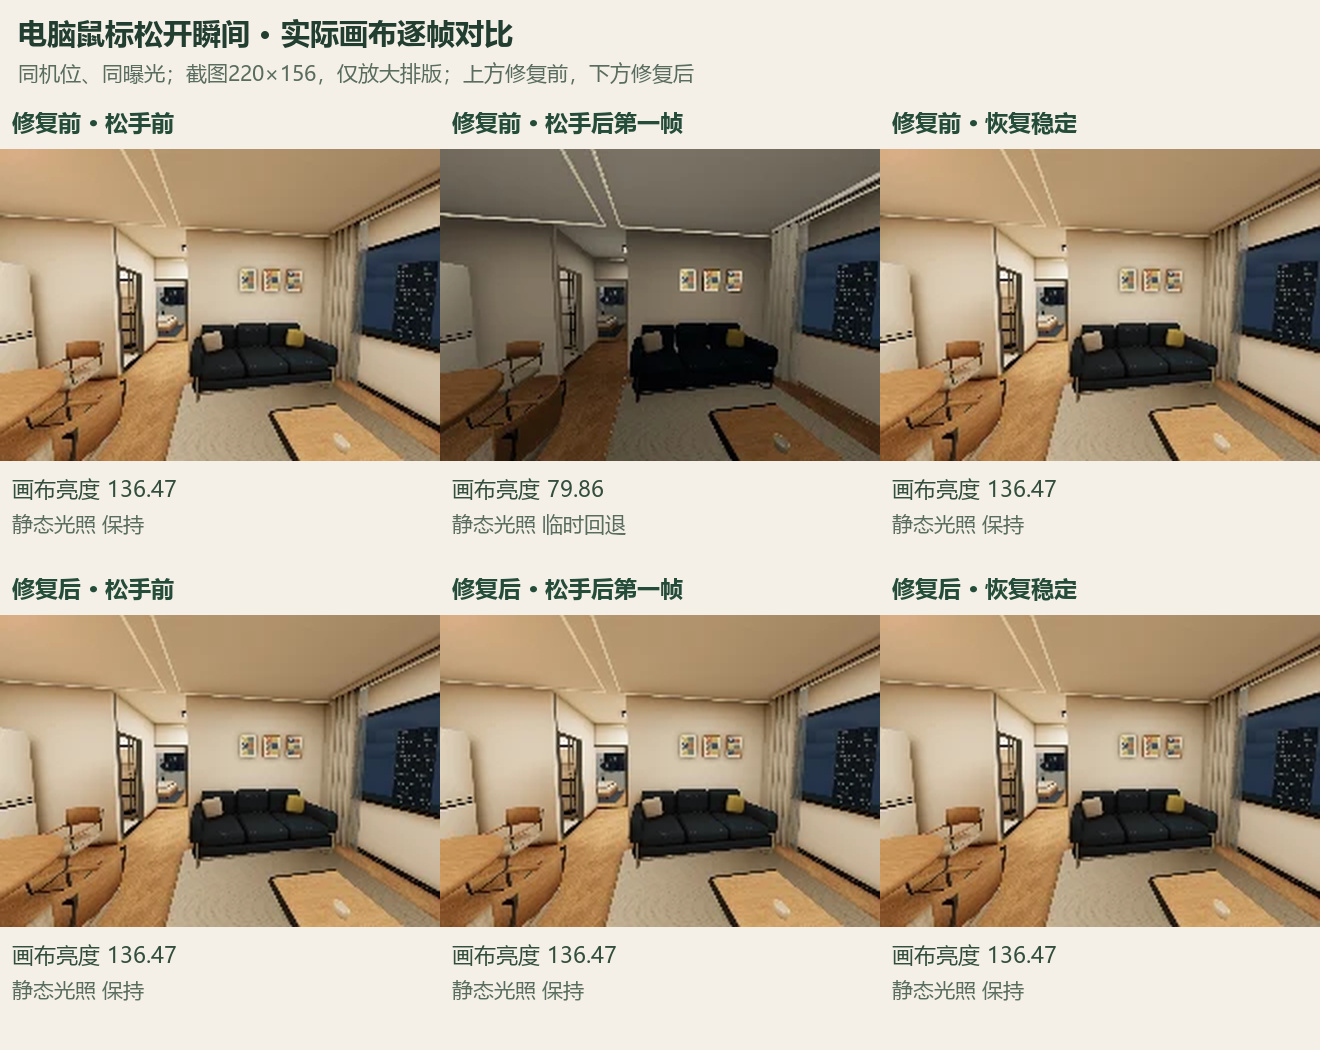 电脑鼠标松开瞬间·实际画布逐帧对比
同机位、同曝光；截图220×156，仅放大排版；上方修复前，下方修复后
修复前·松手前
修复前·松手后第一帧
修复前·恢复稳定
画布亮度 136.47
静态光照 保持
画布亮度 79.86
静态光照 临时回退
画布亮度 136.47
静态光照 保持
修复后·松手前
修复后·松手后第一帧
修复后·恢复稳定
画布亮度 136.47
静态光照 保持
画布亮度 136.47
静态光照 保持
画布亮度 136.47
静态光照 保持